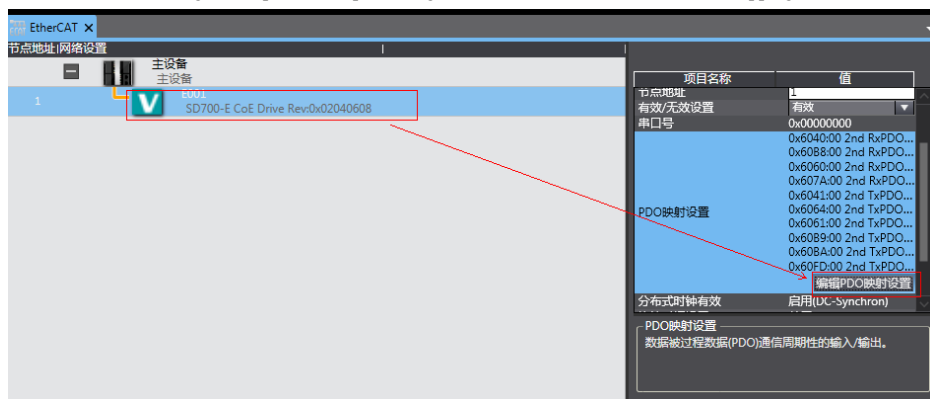 EtherCAT ×
节点地址|网络设置
主设备
主设备
1
E001
SD700-E CoE Drive Rev:0x02040608
项目名称 值
节点地址 1
有效/无效设置 有效
串口号 0x00000000
PDO映射设置
0x6040:00 2nd RxPDO...
0x60B8:00 2nd RxPDO...
0x6060:00 2nd RxPDO...
0x607A:00 2nd RxPDO...
0x6041:00 2nd TxPDO...
0x6064:00 2nd TxPDO...
0x6061:00 2nd TxPDO...
0x60B9:00 2nd TxPDO...
0x60BA:00 2nd TxPDO...
0x60FD:00 2nd TxPDO...
编辑PDO映射设置
分布式时钟有效 启用(DC-Synchron)
PDO映射设置
数据被过程数据(PDO)通信周期性的输入/输出。